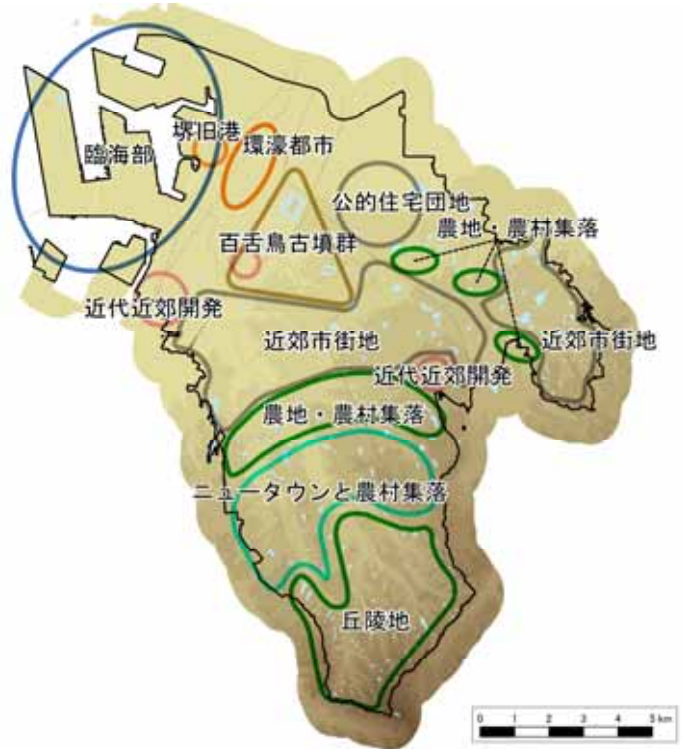 堺旧港
環濠都市
臨海部
公的住宅団地
農地・農村集落
百舌鳥古墳群
近代近郊開発
近郊市街地
近郊市街地
近代近郊開発
農地・農村集落
ニュータウンと農村集落
丘陵地
0 1 2 3 4 5 km